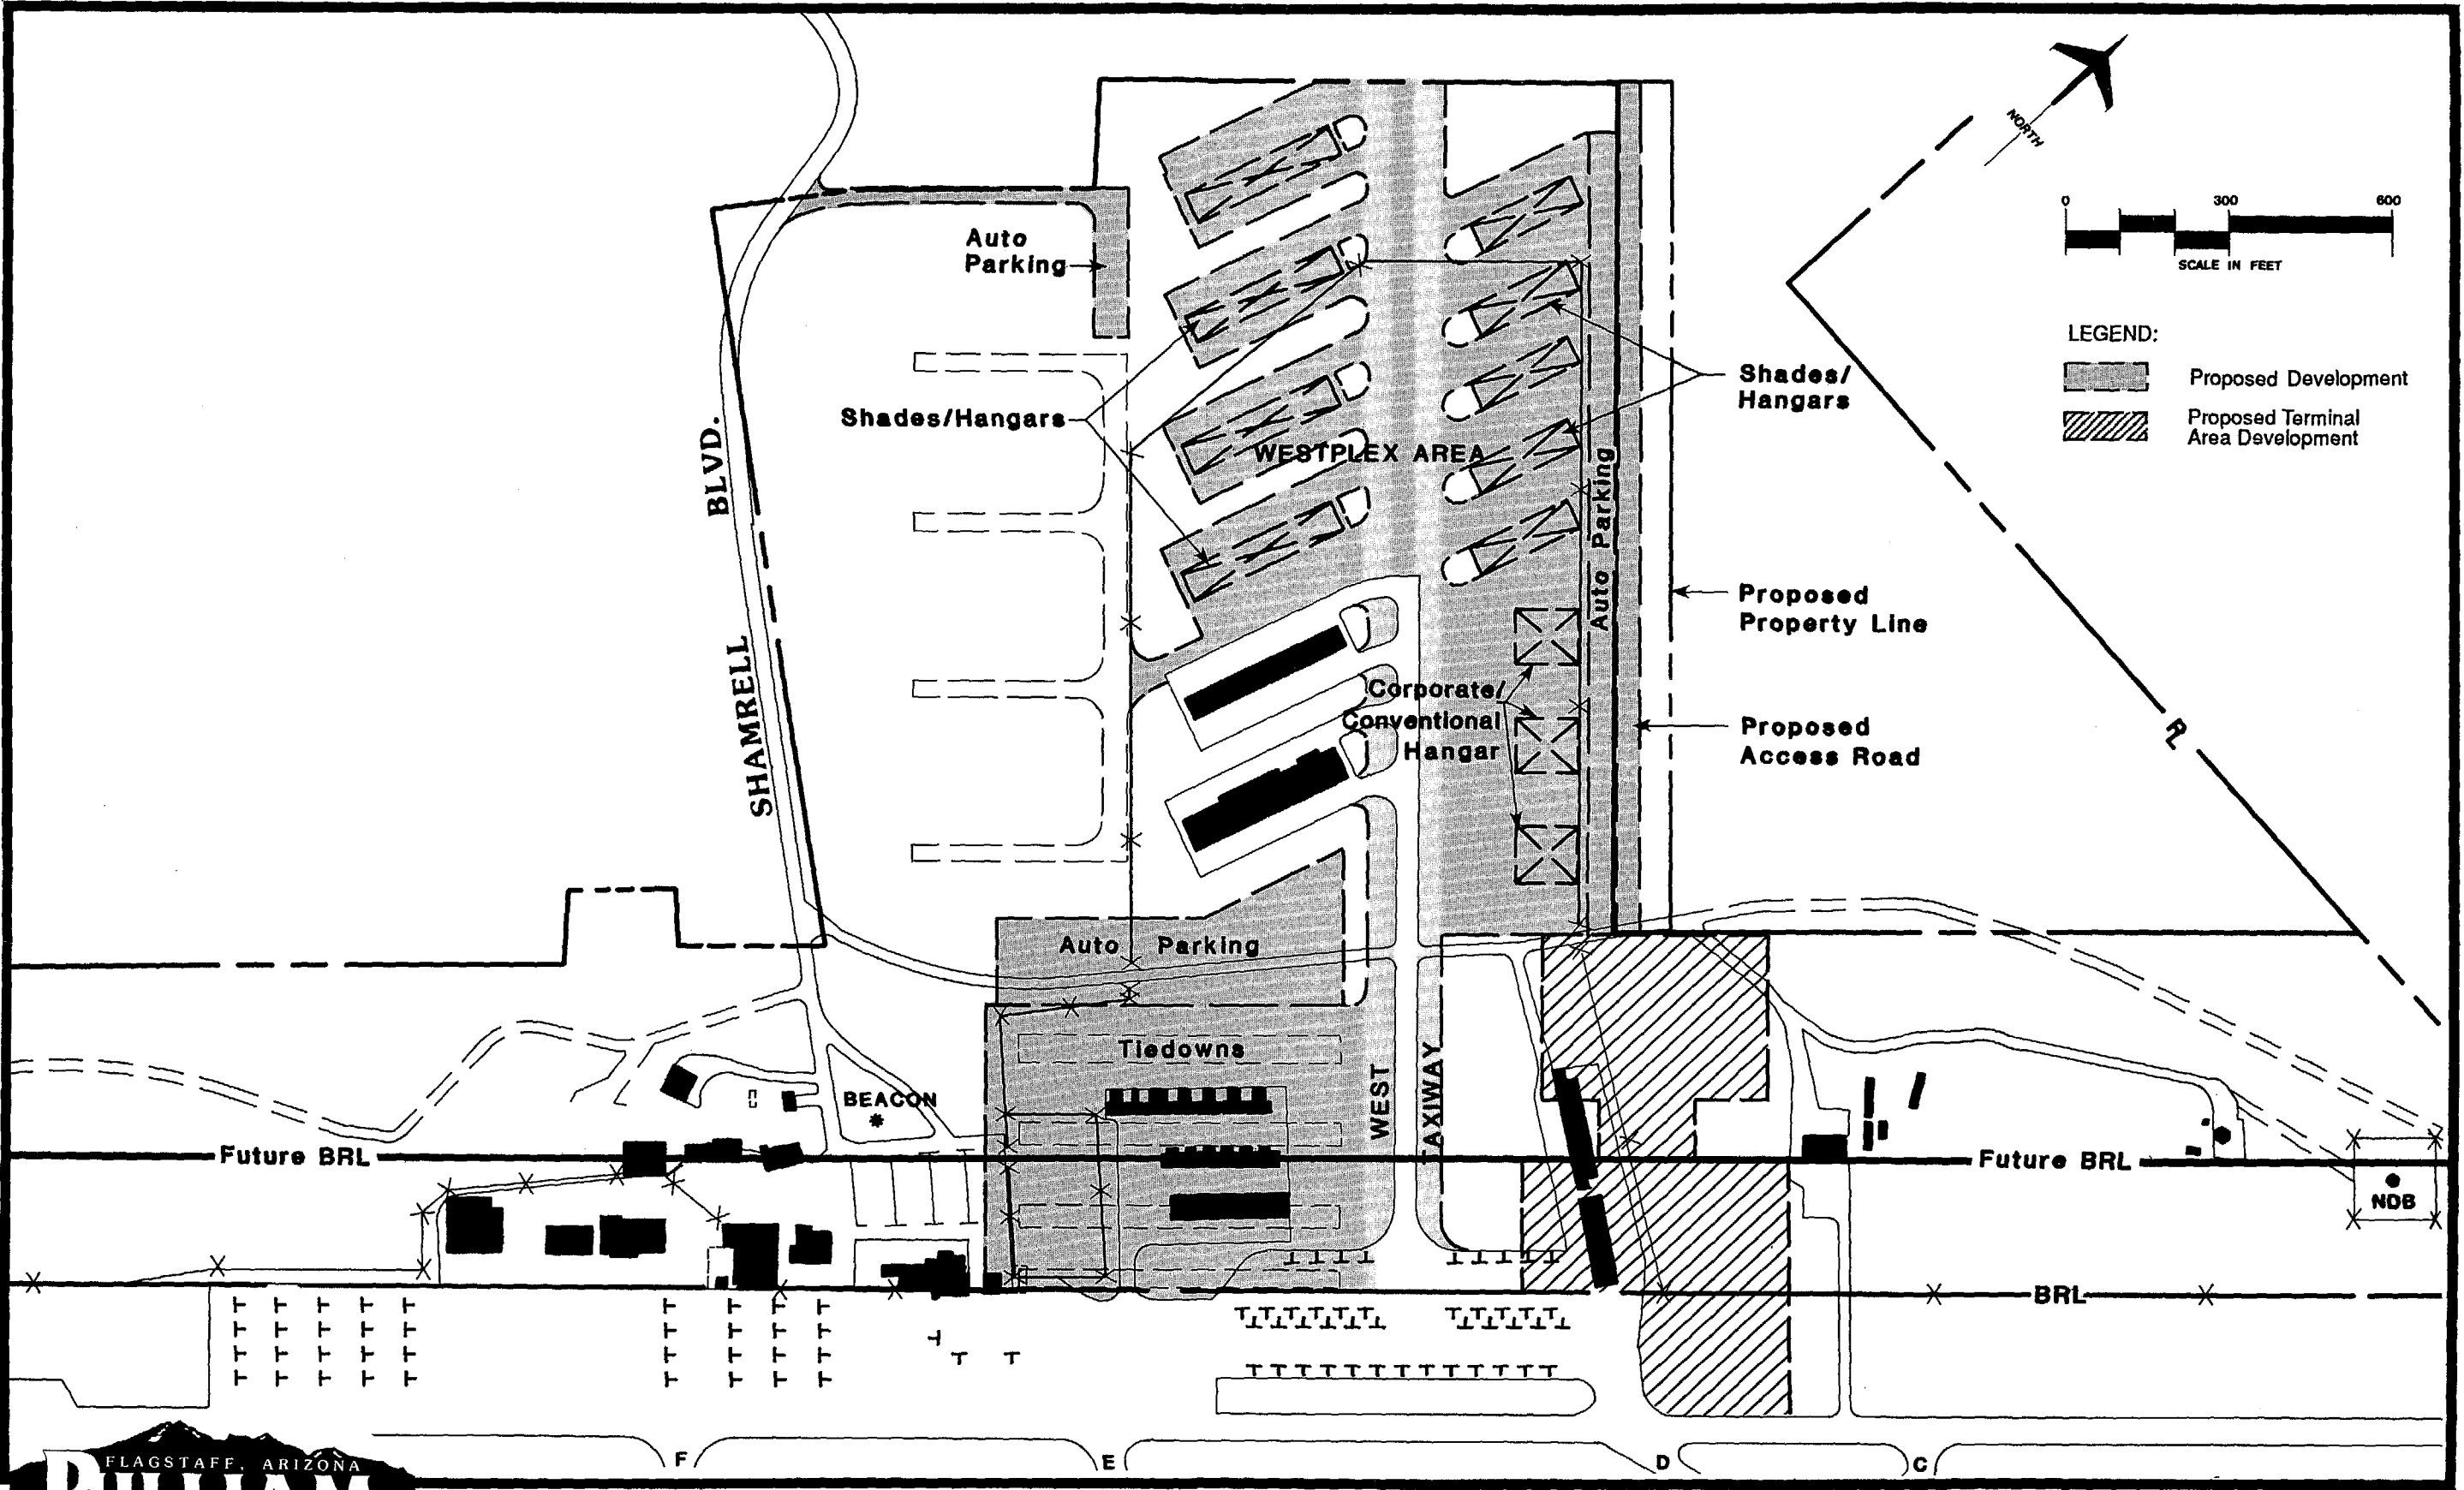 NORTH
0 300 600
SCALE IN FEET
LEGEND:
Proposed Development
Proposed Terminal
Area Development
Auto
Parking
Shades/Hangars
WESTPLEX AREA
Shades/
Hangars
Auto Parking
Proposed
Property Line
Corporate/
Conventional
Hangar
Proposed
Access Road
SHAMRELL BLVD.
PL
Auto Parking
Tiedowns
WEST
TAXIWAY
BEACON
Future BRL
Future BRL
NDB
BRL
F
E
D
C
FLAGSTAFF, ARIZONA